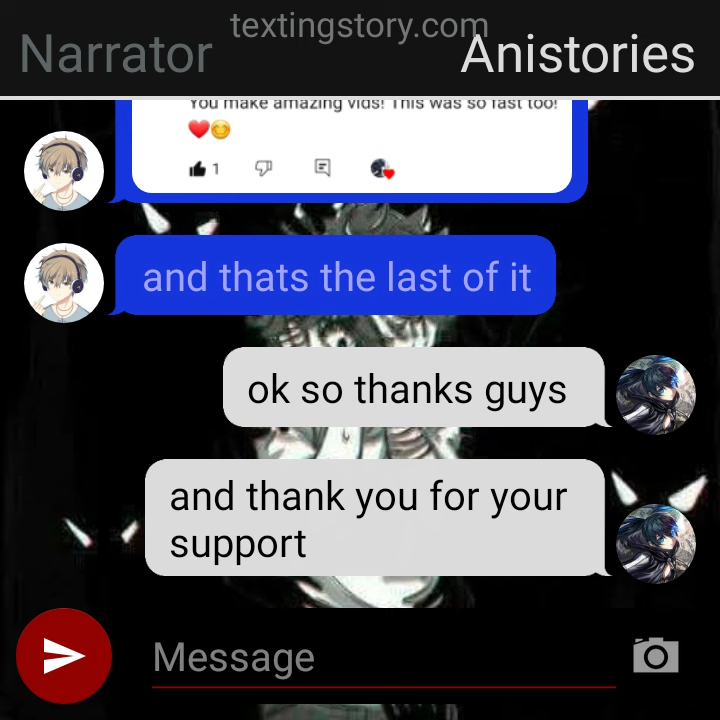 textingstory.com
Narrator
Anistories
You make amazing vids! This was so fast too!
❤️😊
1
and thats the last of it
ok so thanks guys
and thank you for your
support
Message